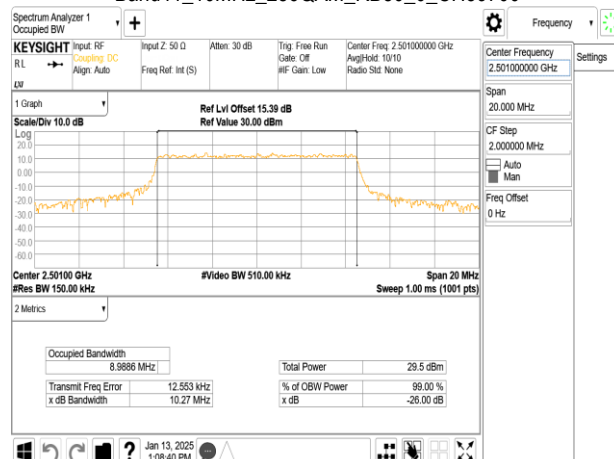 Spectrum Analyzer 1
Occupied BW
KEYSIGHT
RL
Align: Auto
Input: RF
Coupling: DC
Input Z: 50 Ω
Freq Ref: Int (S)
Atten: 30 dB
Trig: Free Run
Gate: Off
#IF Gain: Low
Center Freq: 2.501000000 GHz
Avg|Hold: 10/10
Radio Std: None
1 Graph
Scale/Div 10.0 dB
Ref Lvl Offset 15.39 dB
Ref Value 30.00 dBm
Log
20.0
10.0
0.00
-10.0
-20.0
-30.0
-40.0
-50.0
-60.0
Center 2.50100 GHz
#Res BW 150.00 kHz
#Video BW 510.00 kHz
Span 20 MHz
Sweep 1.00 ms (1001 pts)
2 Metrics
Occupied Bandwidth
8.9886 MHz
Transmit Freq Error 12.553 kHz
x dB Bandwidth 10.27 MHz
Total Power 29.5 dBm
% of OBW Power 99.00 %
x dB -26.00 dB
Frequency
Settings
Center Frequency
2.501000000 GHz
Span
20.000 MHz
CF Step
2.000000 MHz
Auto
Man
Freq Offset
0 Hz
Jan 13, 2025
1:08:40 PM